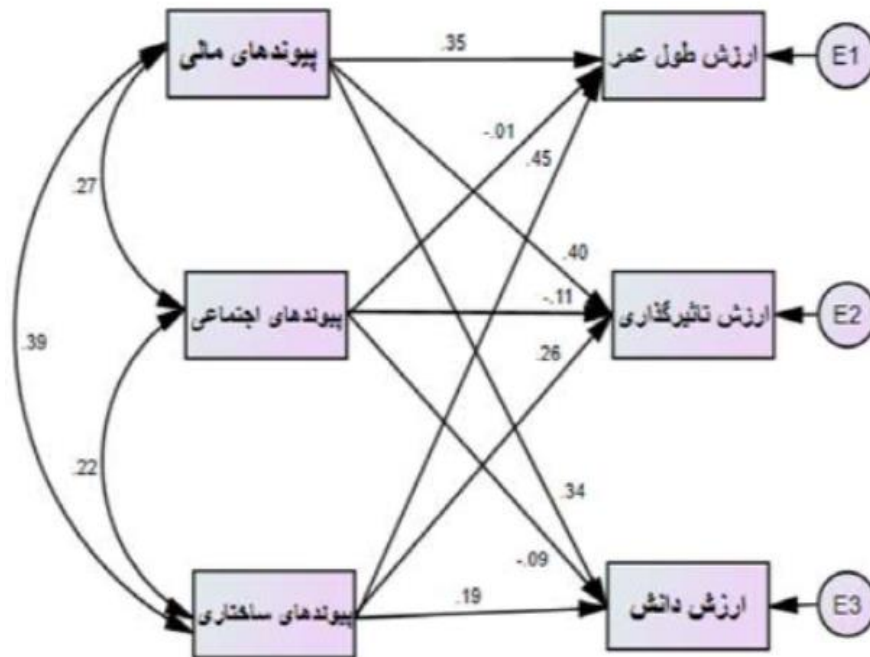 پیوندهای مالی
.35
ارزش طول عمر
E1
-.01
.45
.27
.40
پیوندهای اجتماعی
-.11
ارزش تاثیرگذاری
E2
.39
.26
.22
.34
-.09
پیوندهای ساختاری
.19
ارزش دانش
E3